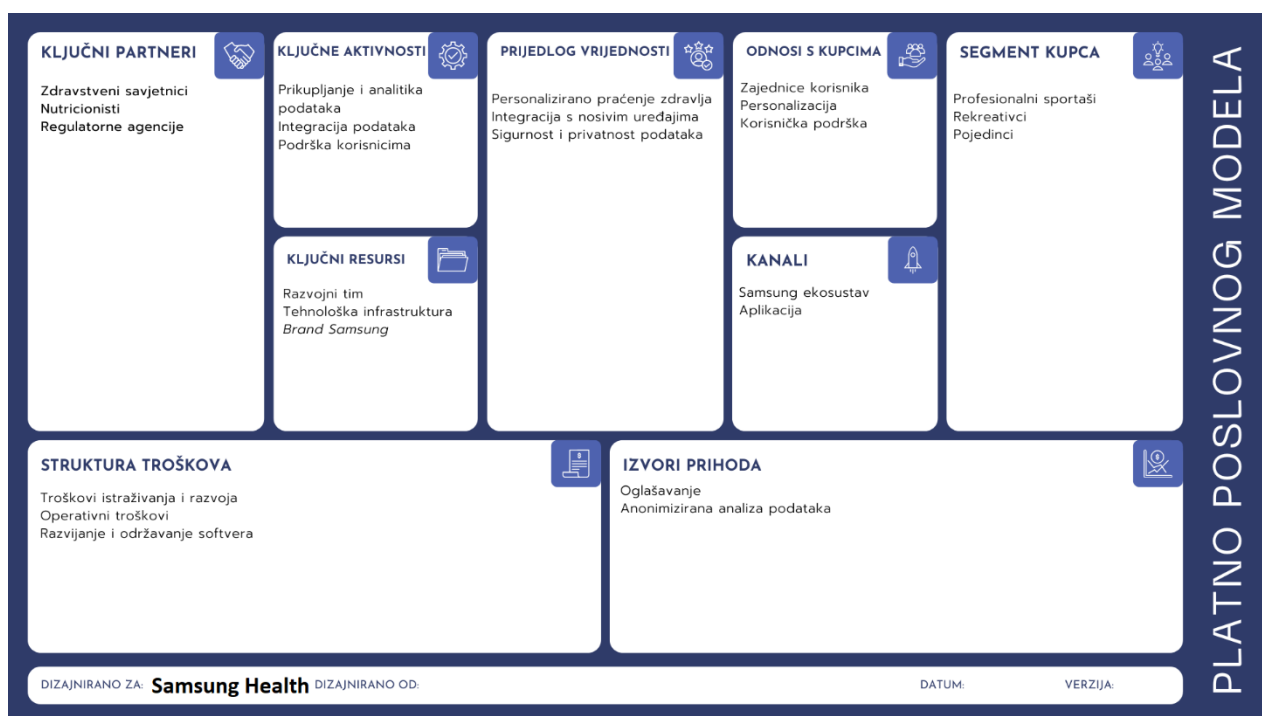 KLJUČNI PARTNERI
Zdravstveni savjetnici
Nutricionisti
Regulatorne agencije
KLJUČNE AKTIVNOSTI
Prikupljanje i analitika
podataka
Integracija podataka
Podrška korisnicima
KLJUČNI RESURSI
Razvojni tim
Tehnološka infrastruktura
Brand Samsung
PRIJEDLOG VRIJEDNOSTI
Personalizirano praćenje zdravlja
Integracija s nosivim uređajima
Sigurnost i privatnost podataka
ODNOSI S KUPCIMA
Zajednice korisnika
Personalizacija
Korisnička podrška
KANALI
Samsung ekosustav
Aplikacija
SEGMENT KUPCA
Profesionalni sportaši
Rekreativci
Pojedinci
STRUKTURA TROŠKOVA
Troškovi istraživanja i razvoja
Operativni troškovi
Razvijanje i održavanje softvera
IZVORI PRIHODA
Oglašavanje
Anonimizirana analiza podataka
DIZAJNIRANO ZA: Samsung Health DIZAJNIRANO OD: DATUM: VERZIJA:
PLATNO POSLOVNOG MODELA